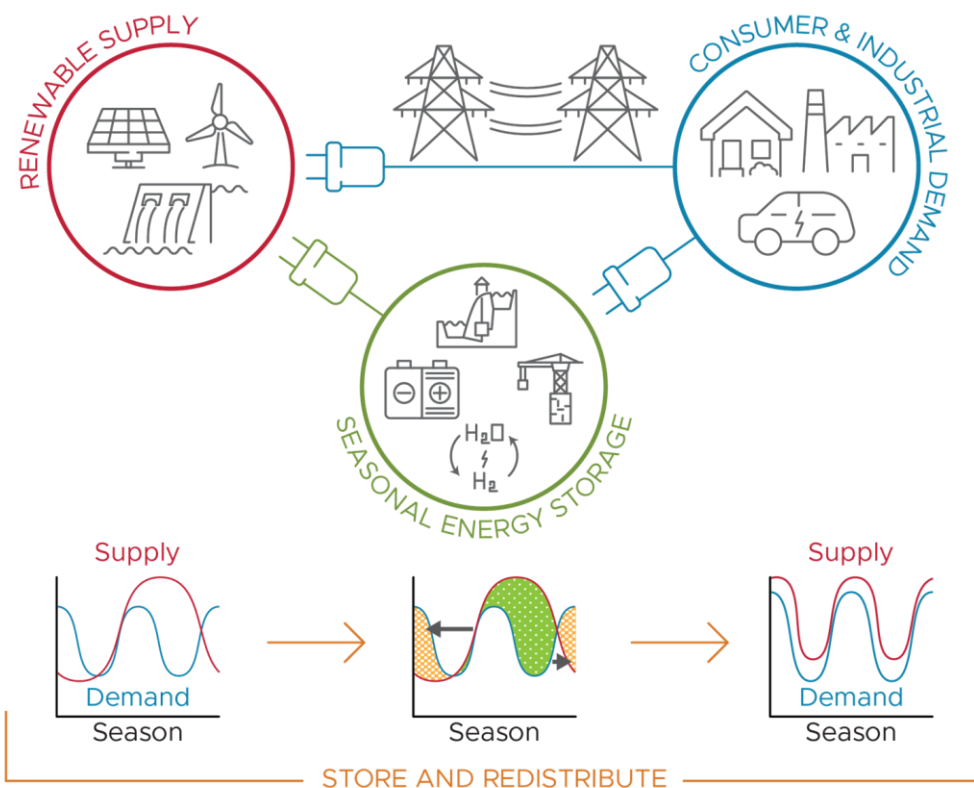 RENEWABLE SUPPLY
CONSUMER & INDUSTRIAL DEMAND
H₂O
H₂
SEASONAL ENERGY STORAGE
Supply
Demand
Season
Season
Supply
Demand
Season
STORE AND REDISTRIBUTE